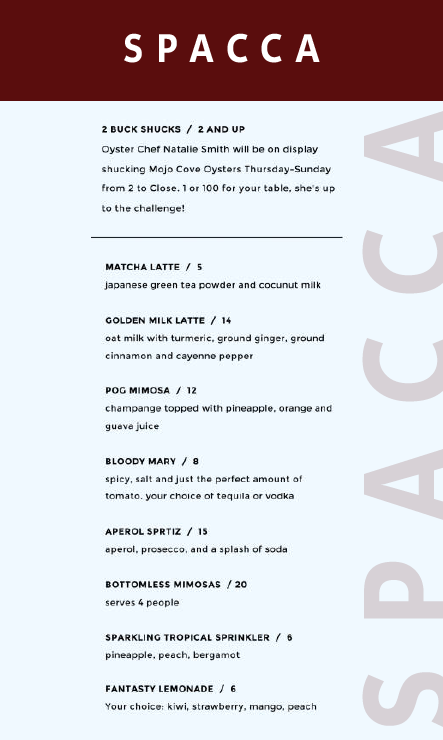 SPACCA
2 BUCK SHUCKS / 2 AND UP
Oyster Chef Natalie Smith will be on display
shucking Mojo Cove Oysters Thursday-Sunday
from 2 to Close. 1 or 100 for your table, she's up
to the challenge!
MATCHA LATTE / 5
japanese green tea powder and coconut milk
GOLDEN MILK LATTE / 14
oat milk with turmeric, ground ginger, ground
cinnamon and cayenne pepper
POG MIMOSA / 12
champange topped with pineapple, orange and
guava juice
BLOODY MARY / 8
spicy, salt and just the perfect amount of
tomato. your choice of tequila or vodka
APEROL SPRTIZ / 15
aperol, prosecco, and a splash of soda
BOTTOMLESS MIMOSAS / 20
serves 4 people
SPARKLING TROPICAL SPRINKLER / 6
pineapple, peach, bergamot
FANTASTY LEMONADE / 6
Your choice: kiwi, strawberry, mango, peach
SPACCA